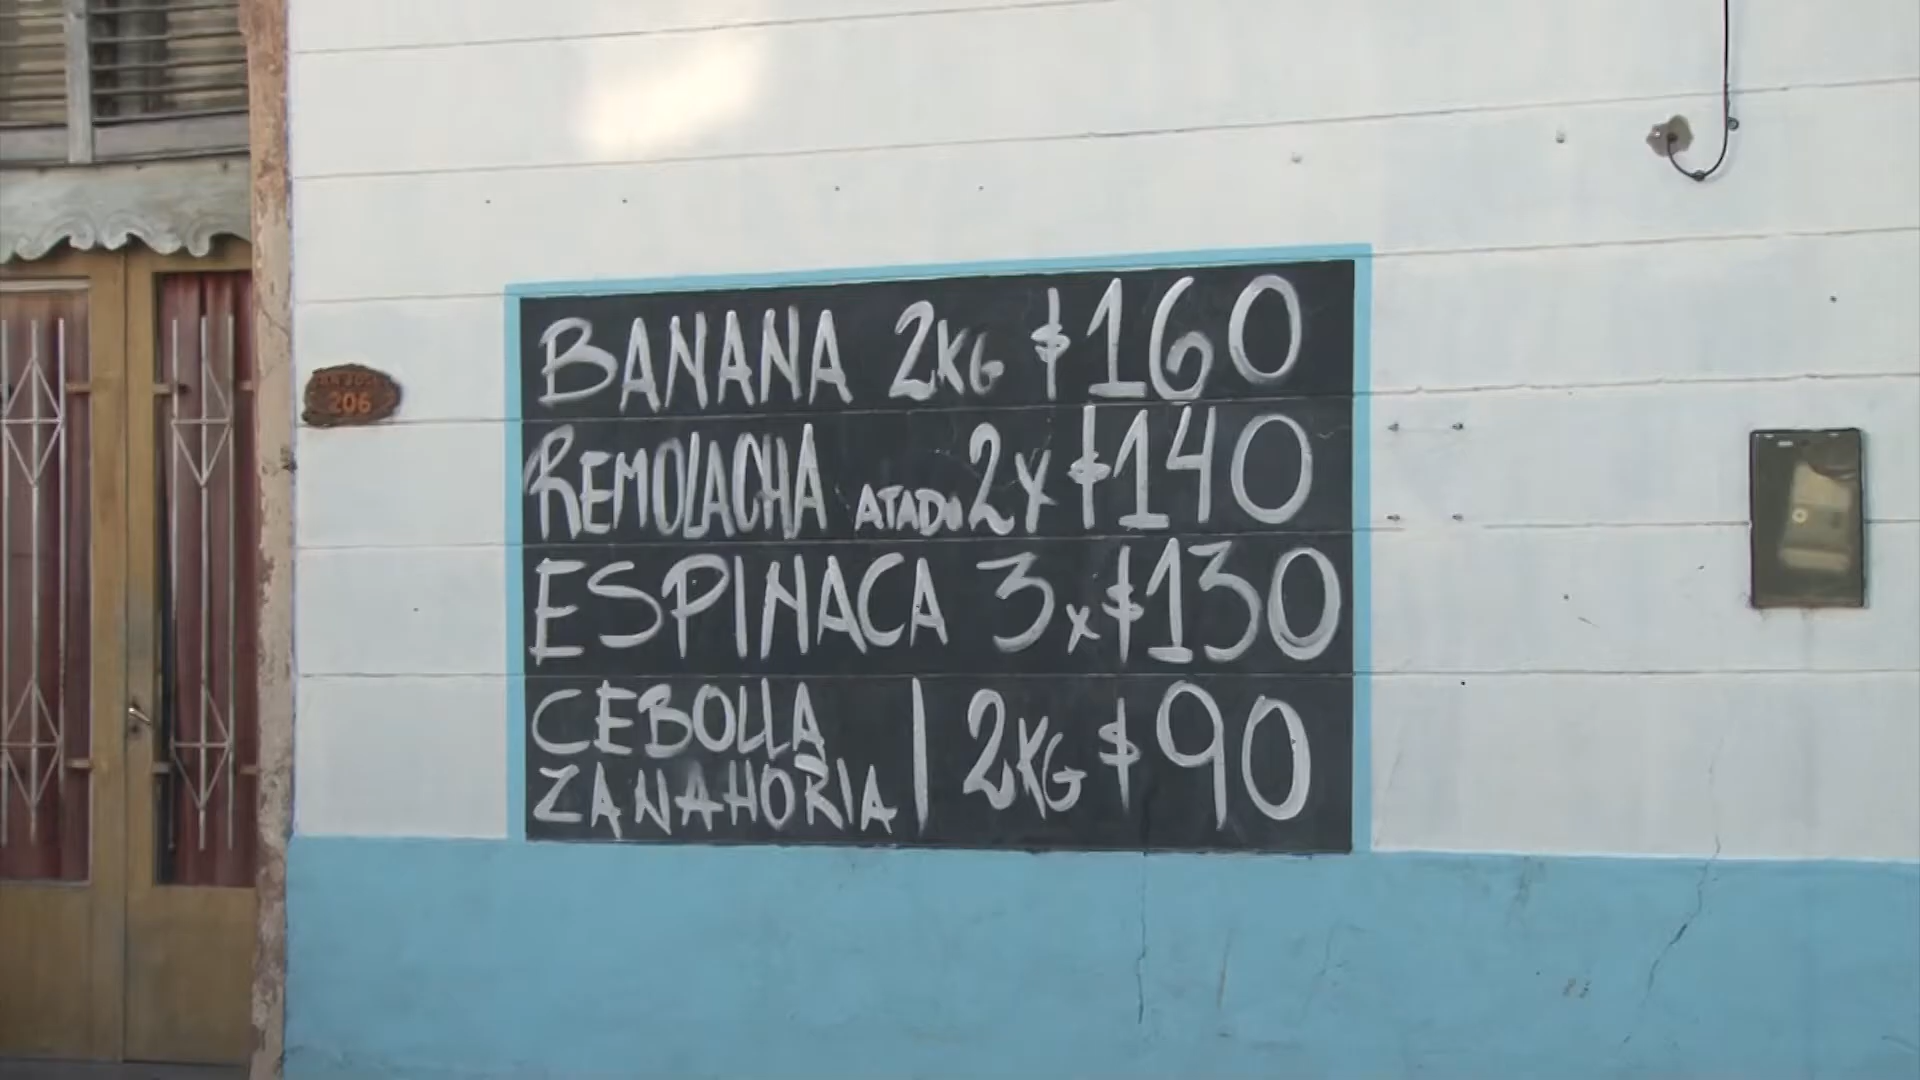 BANANA 2KG $160
REMOLACHA ATADO 2X $140
ESPINACA 3x$130
CEBOLLA
ZANAHORIA | 2KG $90
206